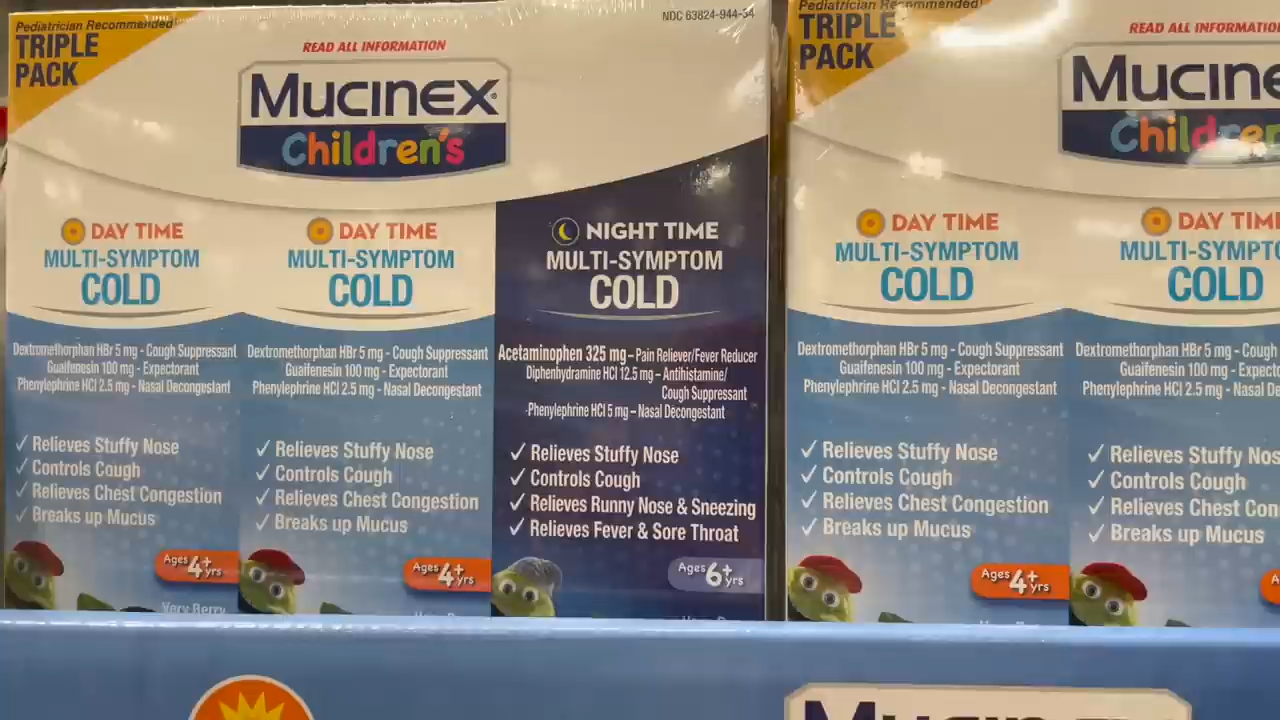 Pediatrician Recommended!
TRIPLE
PACK
READ ALL INFORMATION
NDC 63824-944-34
Mucinex®
Children's
DAY TIME
MULTI-SYMPTOM
COLD
Dextromethorphan HBr 5 mg - Cough Suppressant
Guaifenesin 100 mg - Expectorant
Phenylephrine HCl 2.5 mg - Nasal Decongestant
✓ Relieves Stuffy Nose
✓ Controls Cough
✓ Relieves Chest Congestion
✓ Breaks up Mucus
Ages 4+ yrs
Very Berry
DAY TIME
MULTI-SYMPTOM
COLD
Dextromethorphan HBr 5 mg - Cough Suppressant
Guaifenesin 100 mg - Expectorant
Phenylephrine HCl 2.5 mg - Nasal Decongestant
✓ Relieves Stuffy Nose
✓ Controls Cough
✓ Relieves Chest Congestion
✓ Breaks up Mucus
Ages 4+ yrs
NIGHT TIME
MULTI-SYMPTOM
COLD
Acetaminophen 325 mg – Pain Reliever/Fever Reducer
Diphenhydramine HCl 12.5 mg – Antihistamine/
Cough Suppressant
Phenylephrine HCl 5 mg – Nasal Decongestant
✓ Relieves Stuffy Nose
✓ Controls Cough
✓ Relieves Runny Nose & Sneezing
✓ Relieves Fever & Sore Throat
Ages 6+ yrs
Pediatrician Recommended!
TRIPLE
PACK
READ ALL INFORMATIO
Mucine
Childre
DAY TIME
MULTI-SYMPTOM
COLD
Dextromethorphan HBr 5 mg - Cough Suppressant
Guaifenesin 100 mg - Expectorant
Phenylephrine HCl 2.5 mg - Nasal Decongestant
✓ Relieves Stuffy Nose
✓ Controls Cough
✓ Relieves Chest Congestion
✓ Breaks up Mucus
Ages 4+ yrs
DAY TIM
MULTI-SYMPT
COLD
Dextromethorphan HBr 5 mg - Cough
Guaifenesin 100 mg - Expecto
Phenylephrine HCl 2.5 mg - Nasal De
✓ Relieves Stuffy Nos
✓ Controls Cough
✓ Relieves Chest Con
✓ Breaks up Mucus